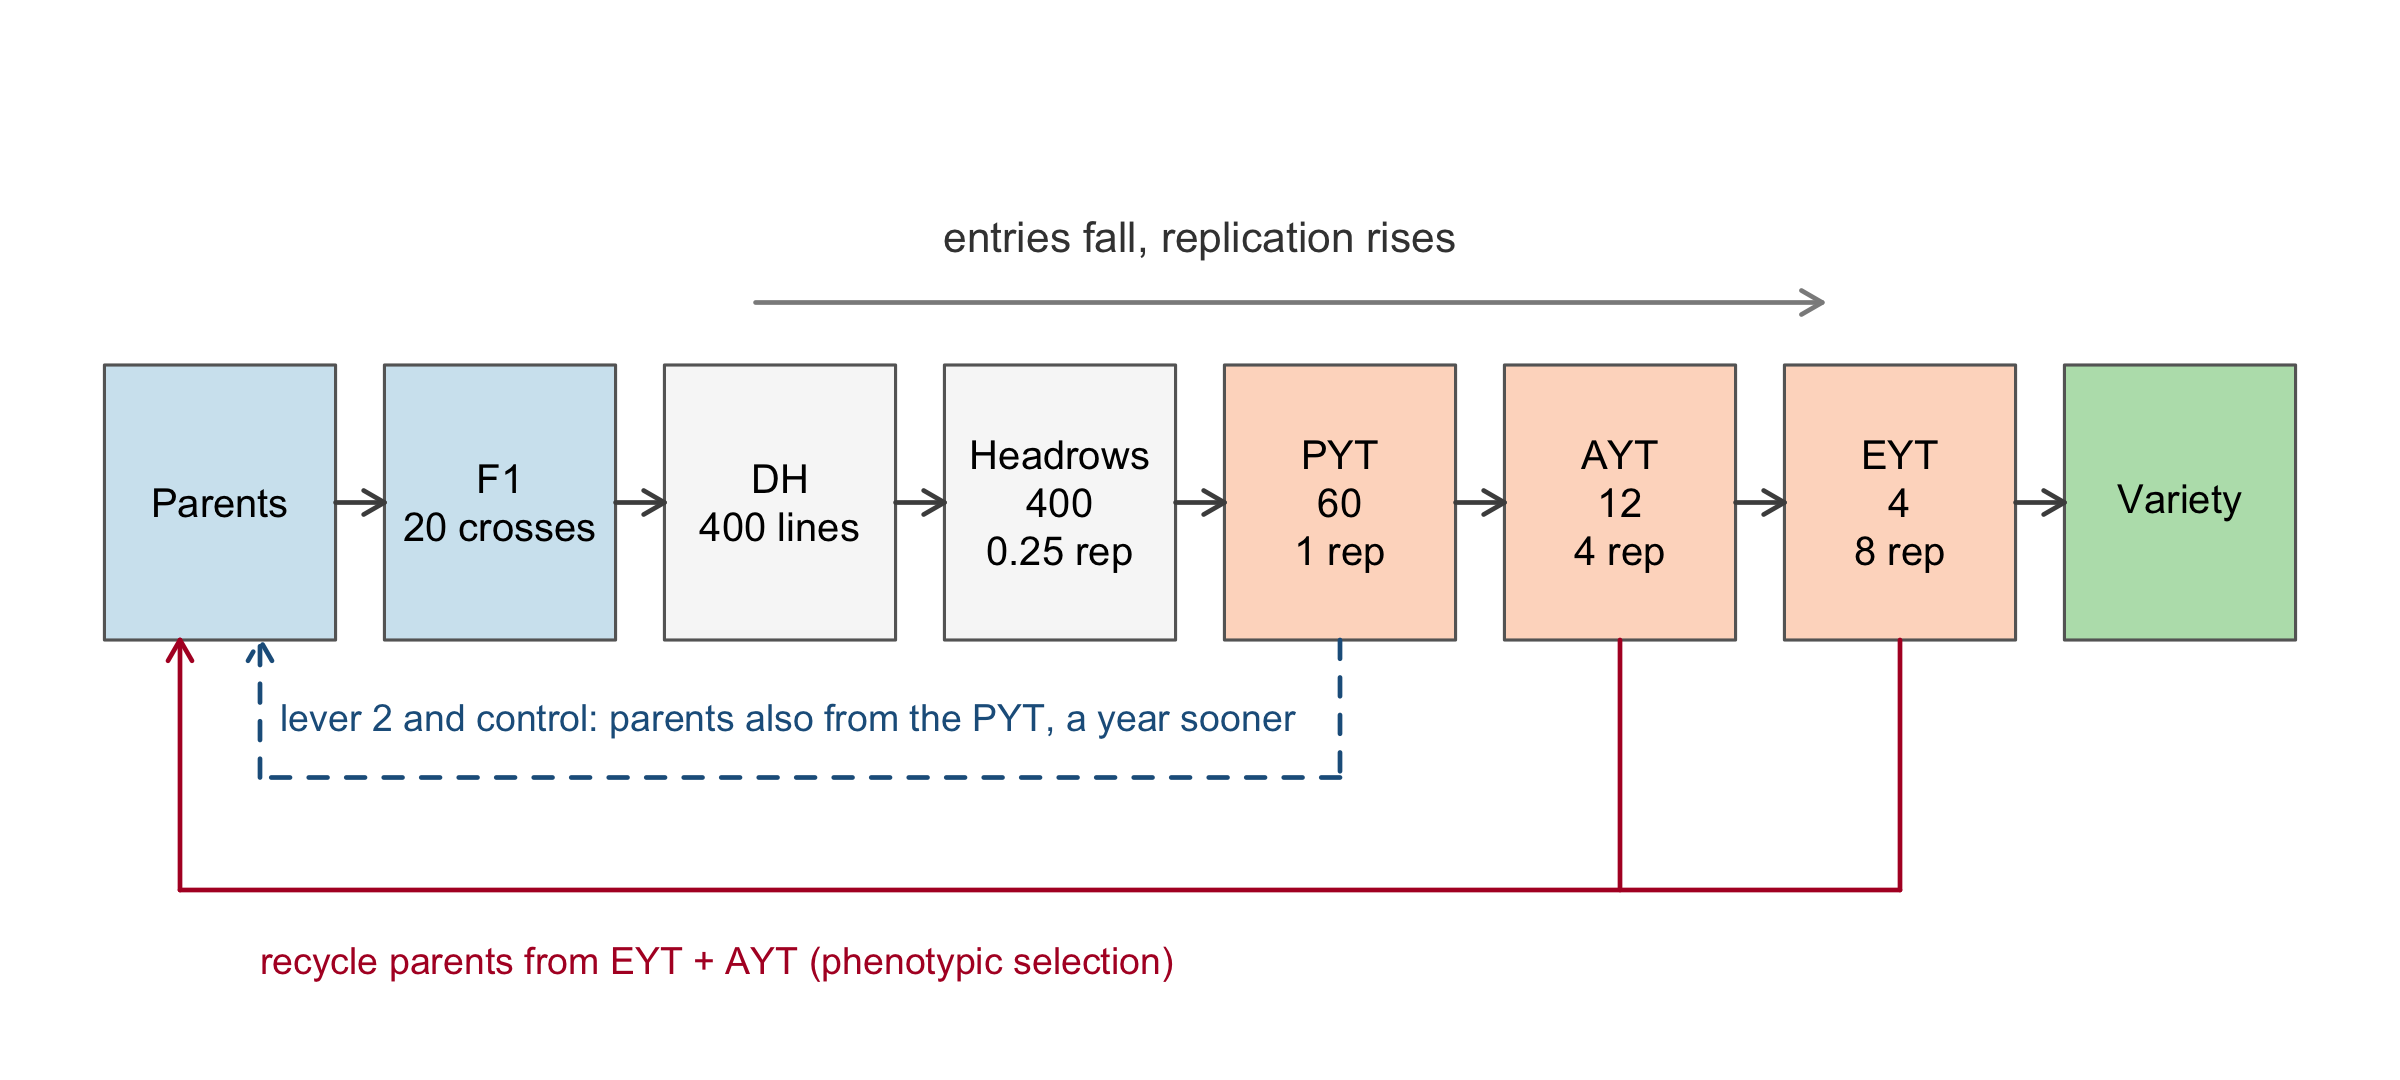 entries fall, replication rises
Parents
F1
20 crosses
DH
400 lines
Headrows
400
0.25 rep
PYT
60
1 rep
AYT
12
4 rep
EYT
4
8 rep
Variety
lever 2 and control: parents also from the PYT, a year sooner
recycle parents from EYT + AYT (phenotypic selection)